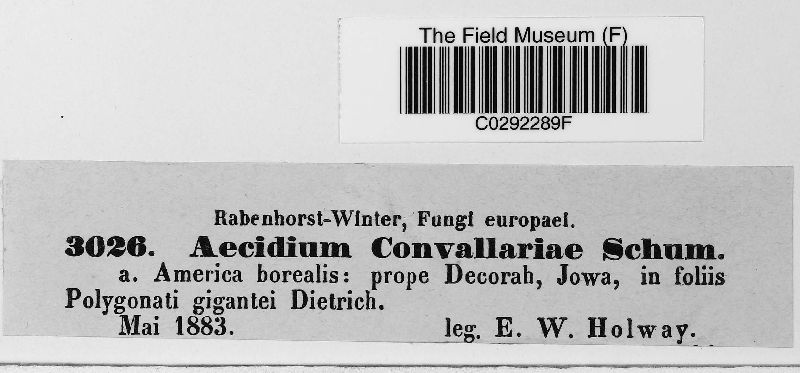 The Field Museum (F)
C0292289F
Rabenhorst-Winter, Fungi europaei.
3026. Aecidium Convallariae Schum.
a. America borealis: prope Decorah, Jowa, in foliis
Polygonati gigantei Dietrich.
Mai 1883. leg. E. W. Holway.